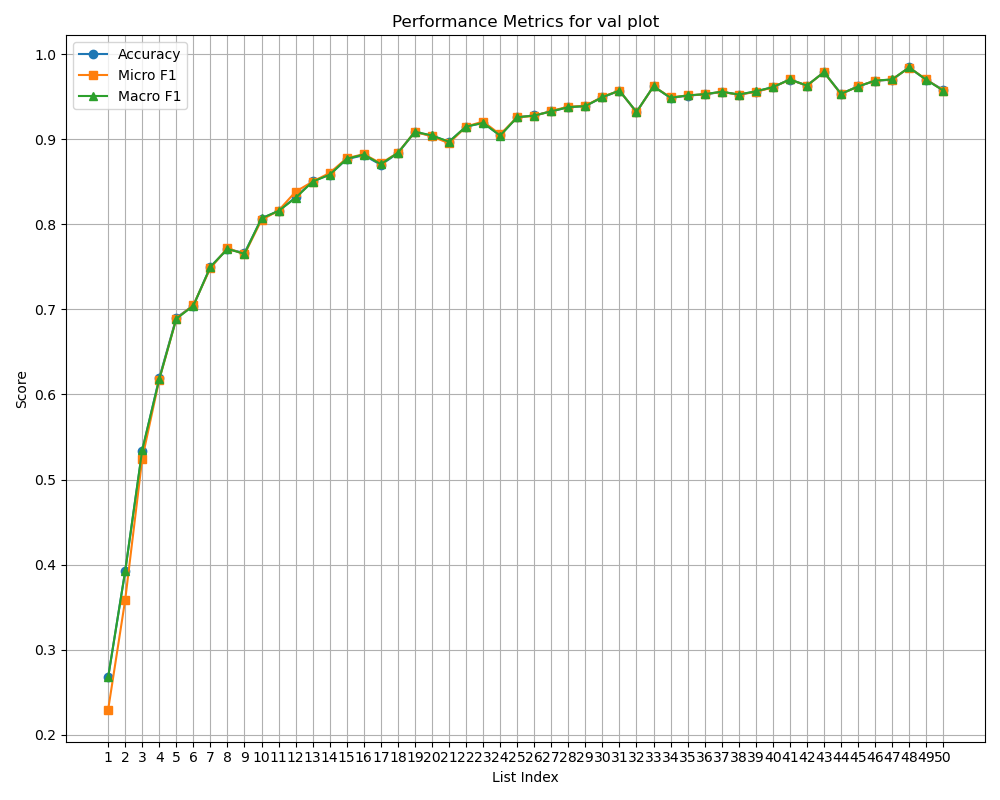 Performance Metrics for val plot
Accuracy
Micro F1
Macro F1
1.0
0.9
0.8
0.7
0.6
0.5
0.4
0.3
0.2
Score
1 2 3 4 5 6 7 8 9 10 11 12 13 14 15 16 17 18 19 20 21 22 23 24 25 26 27 28 29 30 31 32 33 34 35 36 37 38 39 40 41 42 43 44 45 46 47 48 49 50
List Index